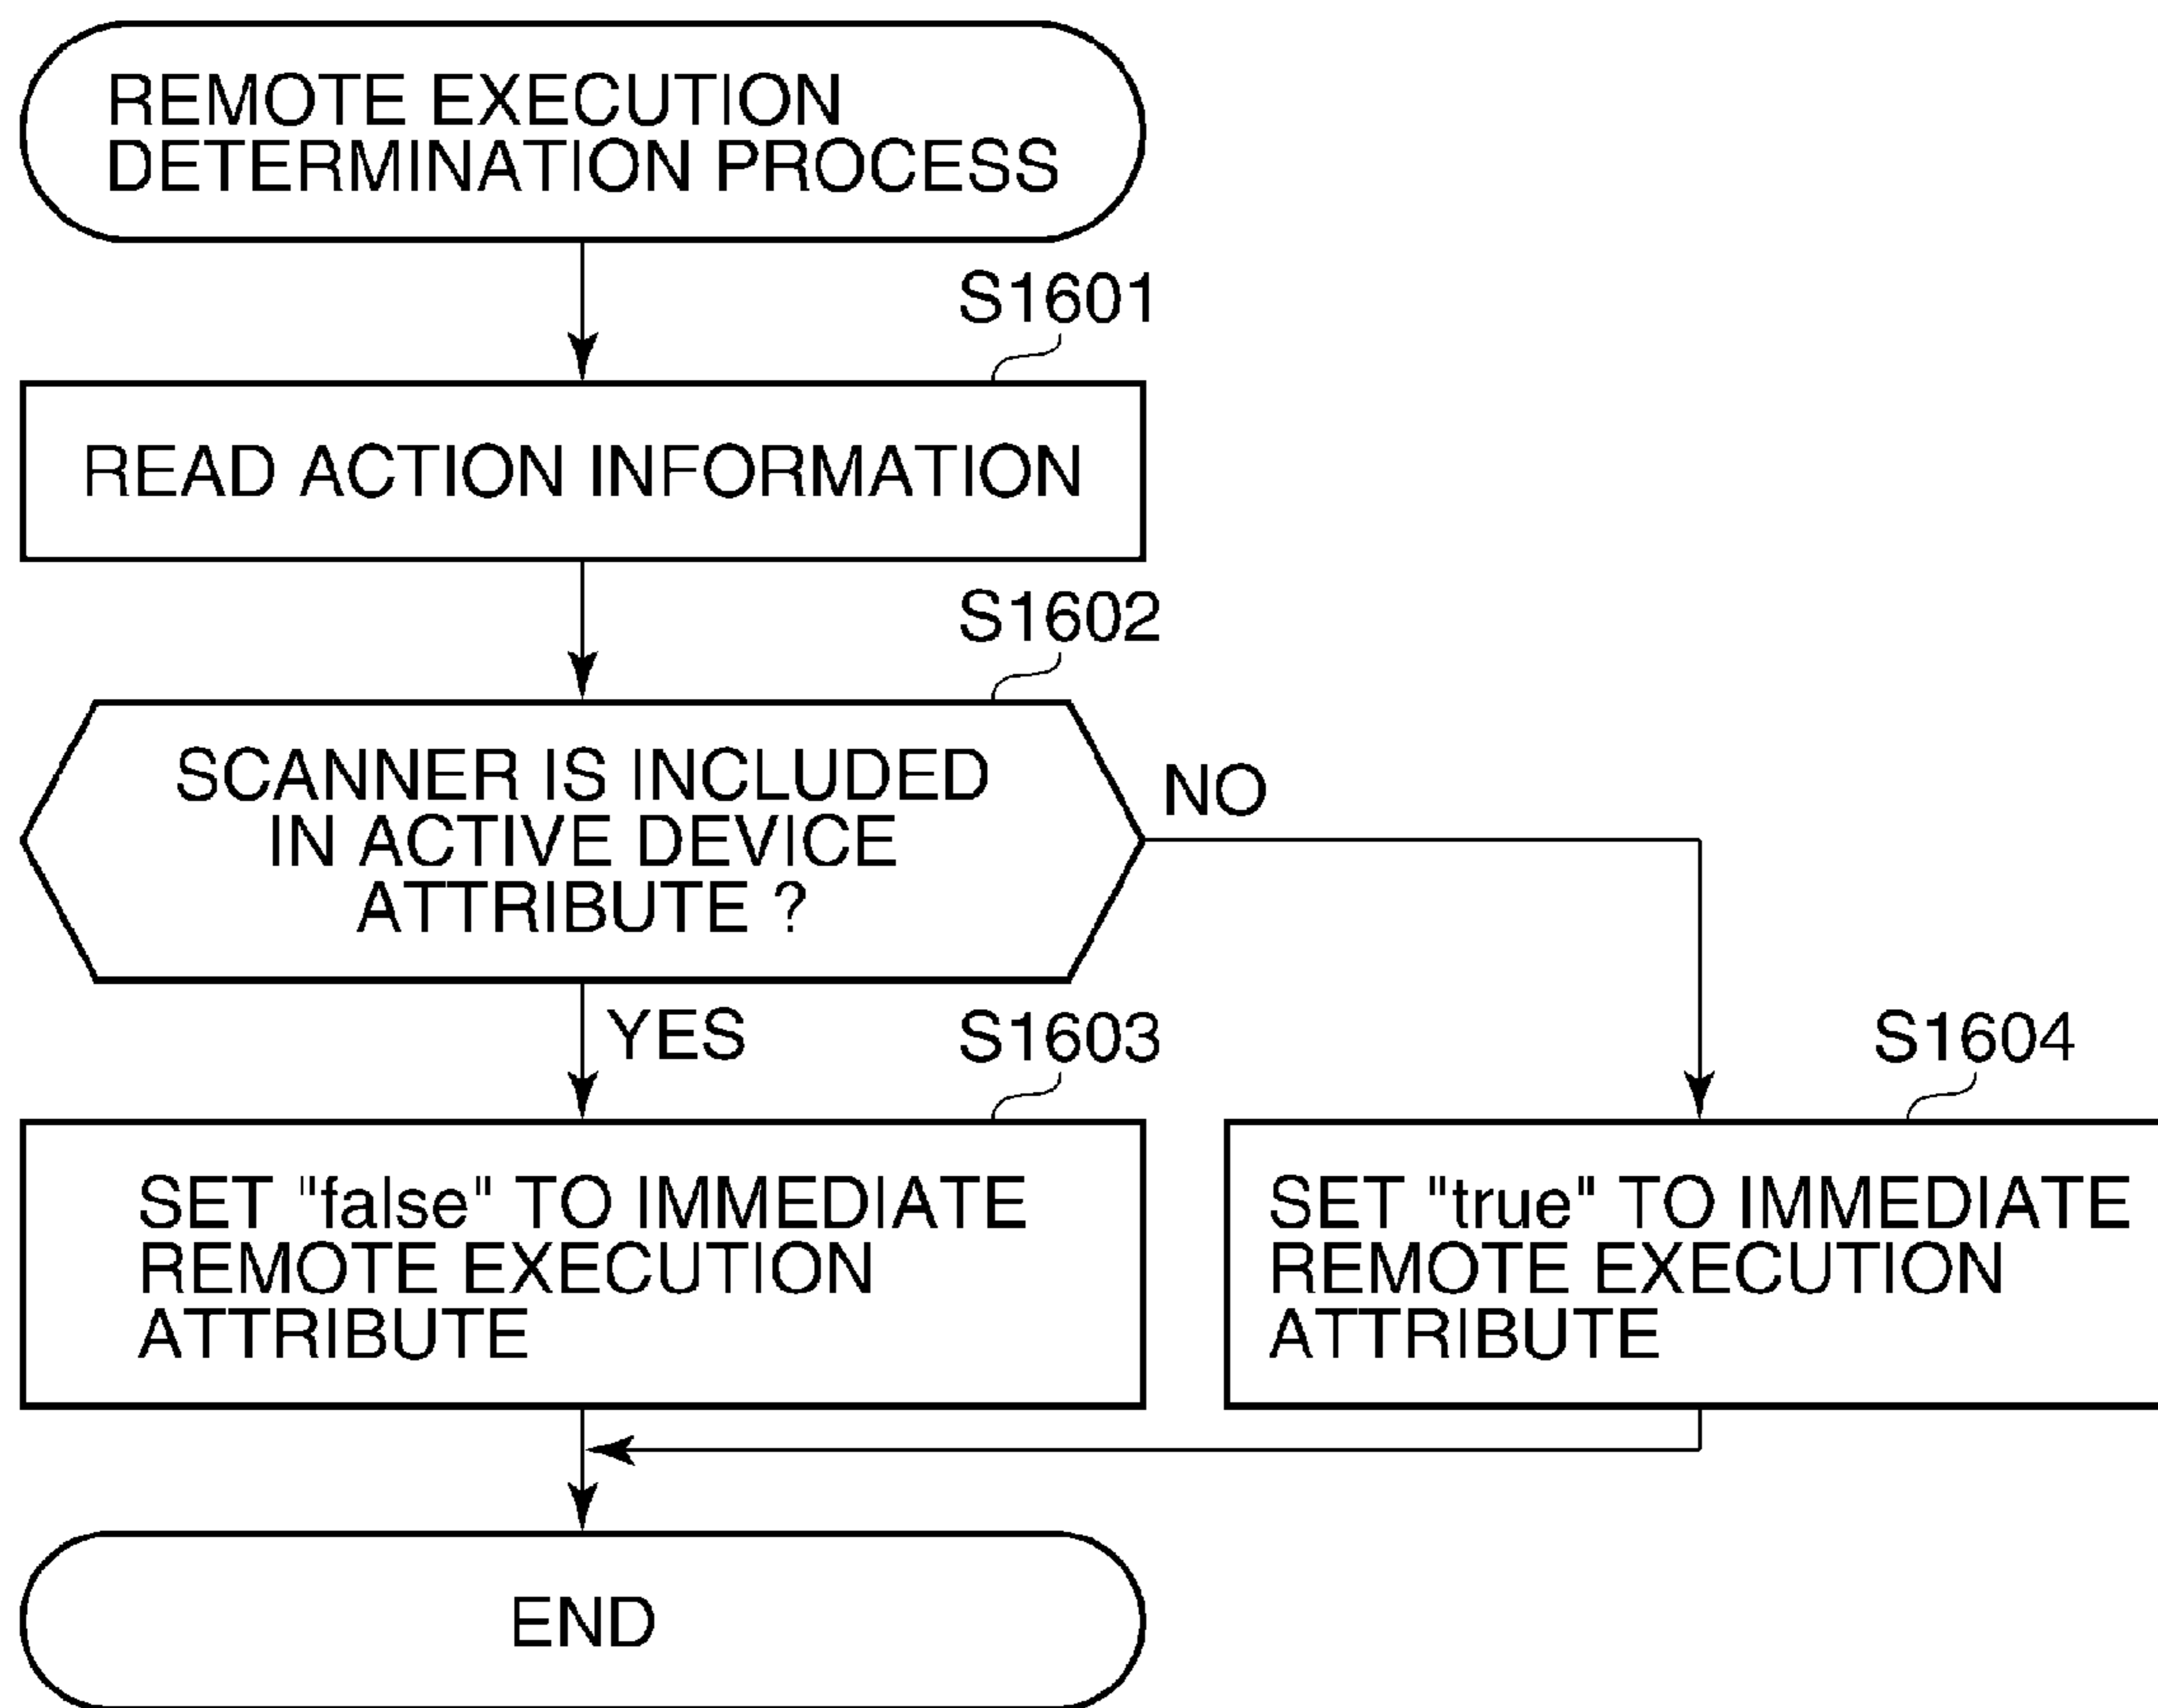 REMOTE EXECUTION
DETERMINATION PROCESS
S1601
READ ACTION INFORMATION
S1602
SCANNER IS INCLUDED
IN ACTIVE DEVICE
ATTRIBUTE ?
NO
YES
S1603
S1604
SET "false" TO IMMEDIATE
REMOTE EXECUTION
ATTRIBUTE
SET "true" TO IMMEDIATE
REMOTE EXECUTION
ATTRIBUTE
END